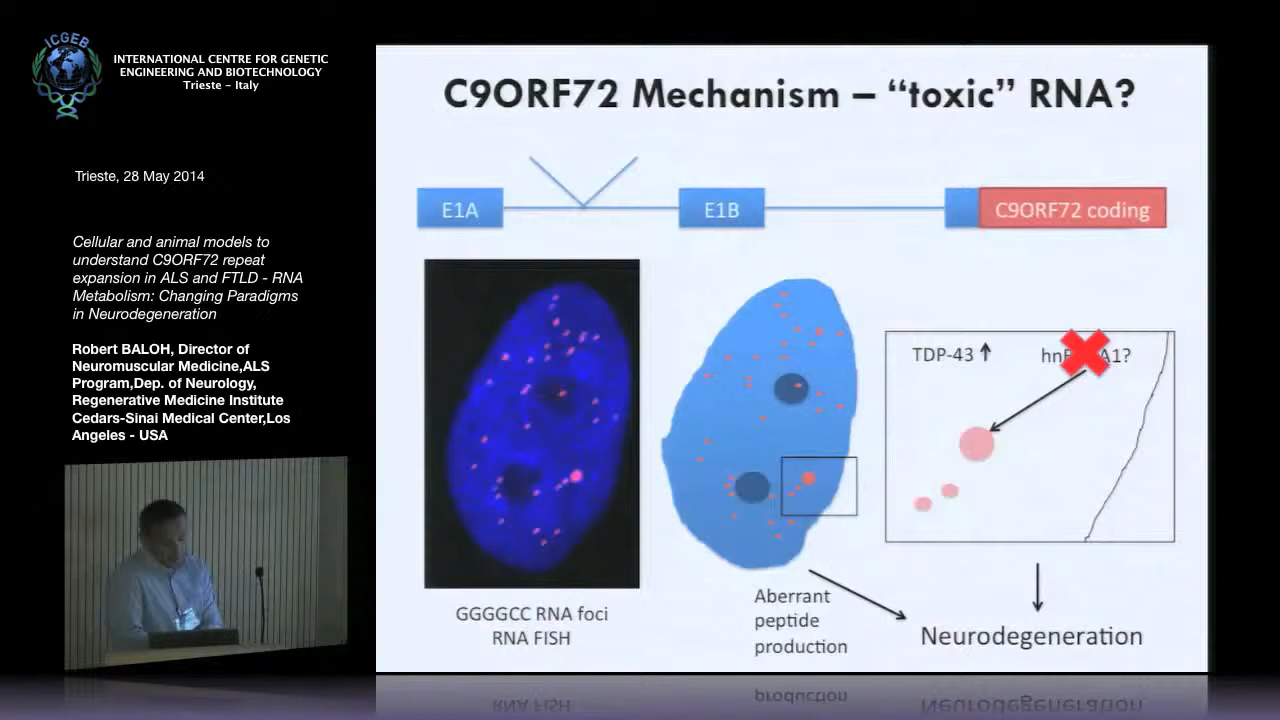 ICGEB
INTERNATIONAL CENTRE FOR GENETIC
ENGINEERING AND BIOTECHNOLOGY
Trieste - Italy
Trieste, 28 May 2014
Cellular and animal models to
understand C9ORF72 repeat
expansion in ALS and FTLD - RNA
Metabolism: Changing Paradigms
in Neurodegeneration
Robert BALOH, Director of
Neuromuscular Medicine,ALS
Program,Dep. of Neurology,
Regenerative Medicine Institute
Cedars-Sinai Medical Center,Los
Angeles - USA
C9ORF72 Mechanism – “toxic” RNA?
E1A
E1B
C9ORF72 coding
TDP-43
GGGGCC RNA foci
RNA FISH
Aberrant
peptide
production
Neurodegeneration